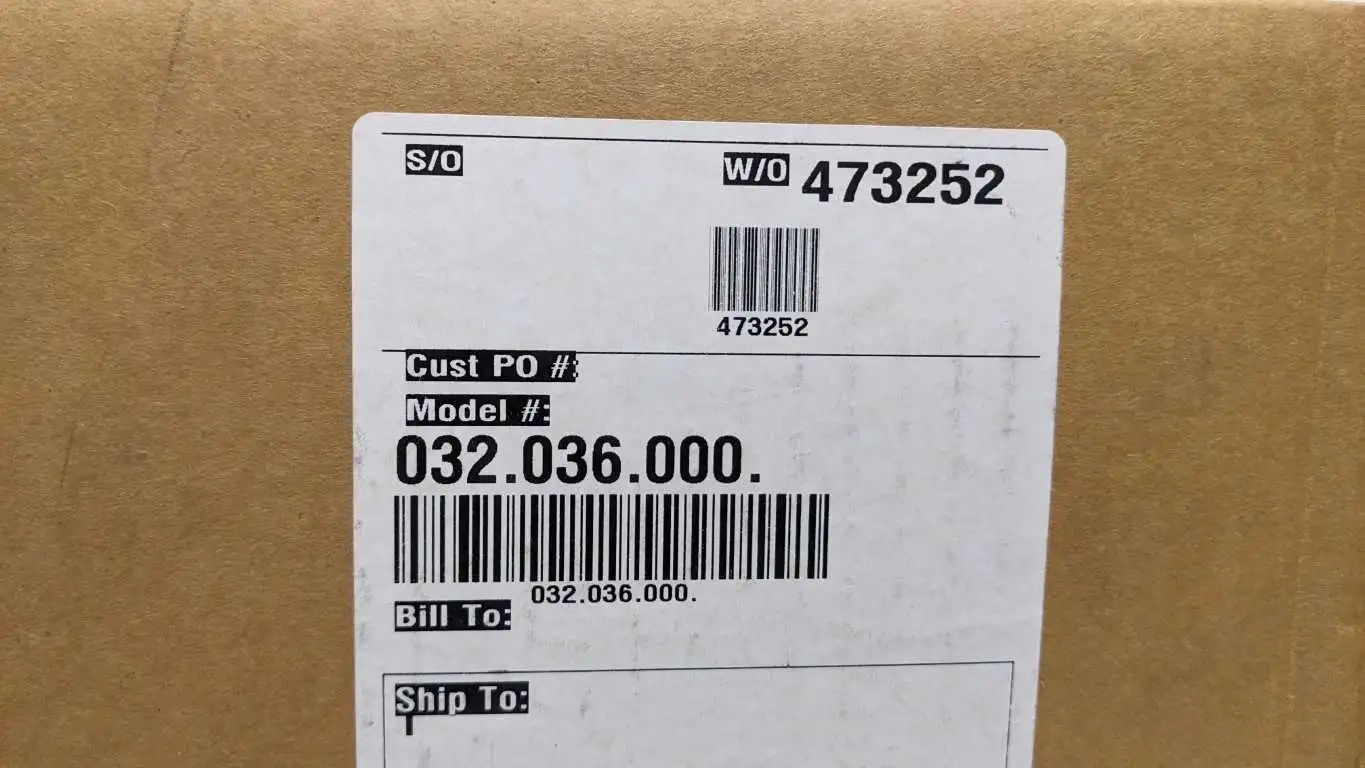 S/O
W/O 473252
473252
Cust PO #:
Model #:
032.036.000.
032.036.000.
Bill To:
Ship To: